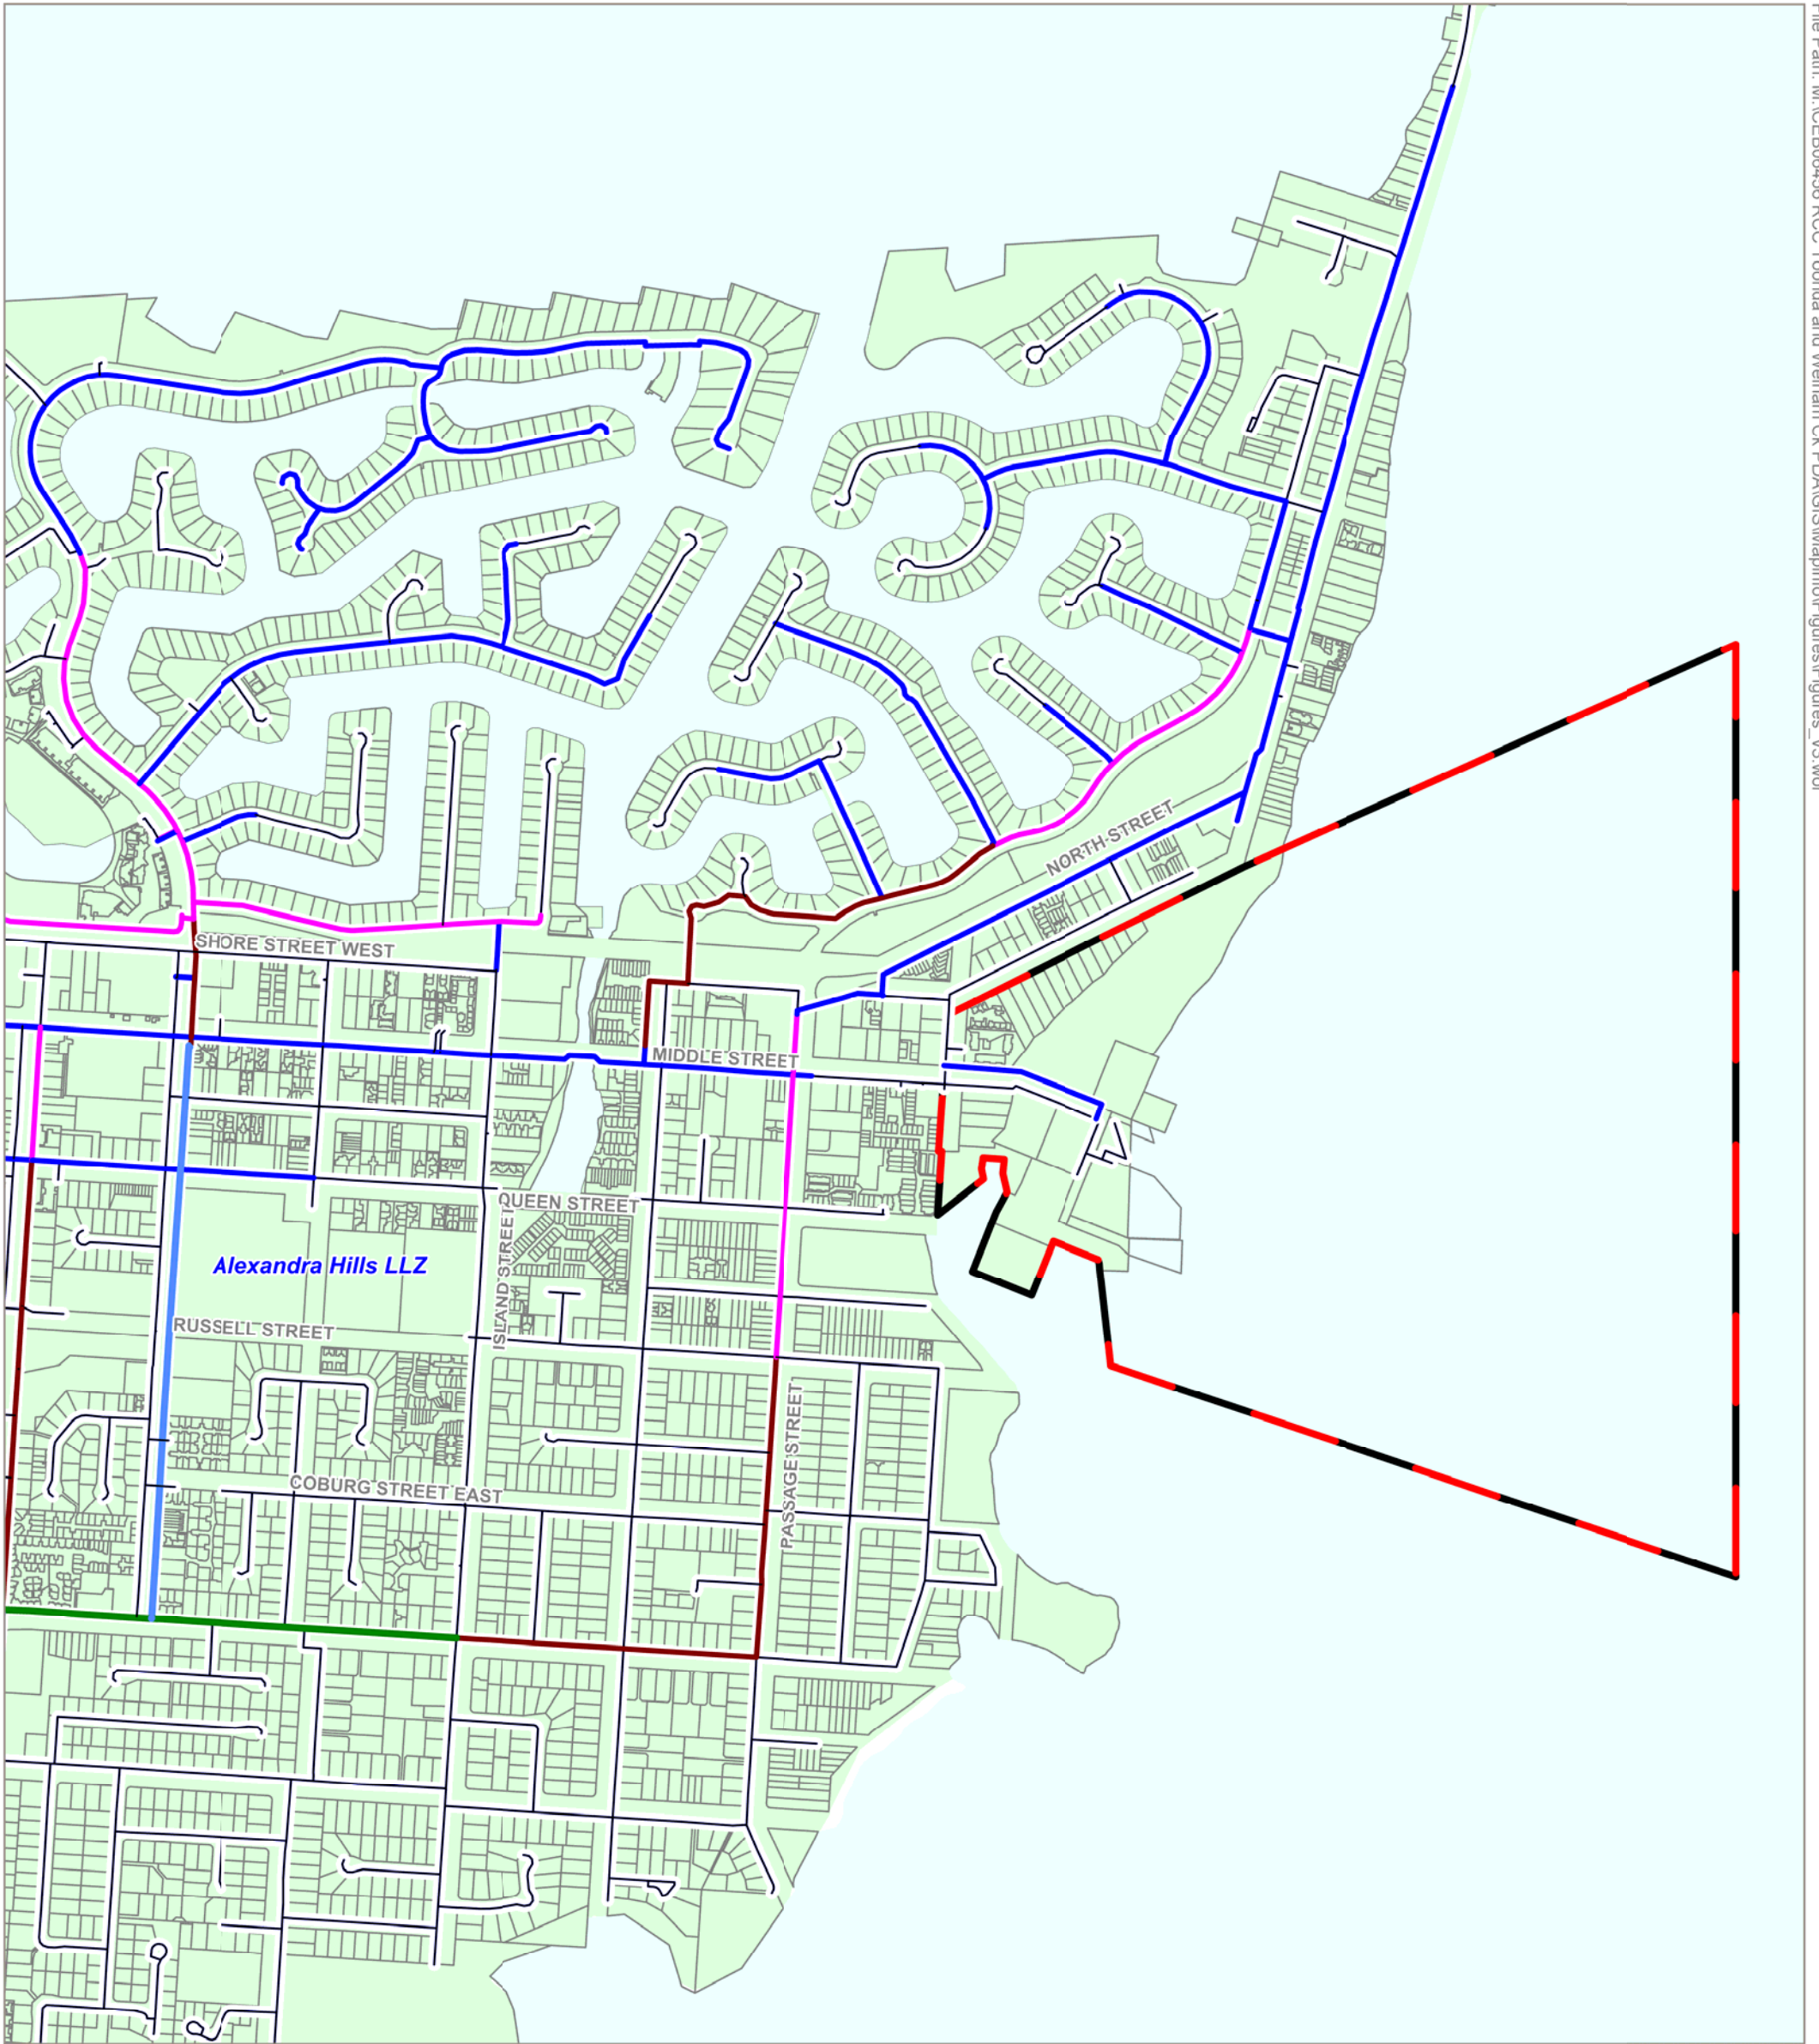 NORTH STREET
SHORE STREET WEST
MIDDLE STREET
QUEEN STREET
ISLAND STREET
Alexandra Hills LLZ
RUSSELL STREET
PASSAGE STREET
COBURG STREET EAST